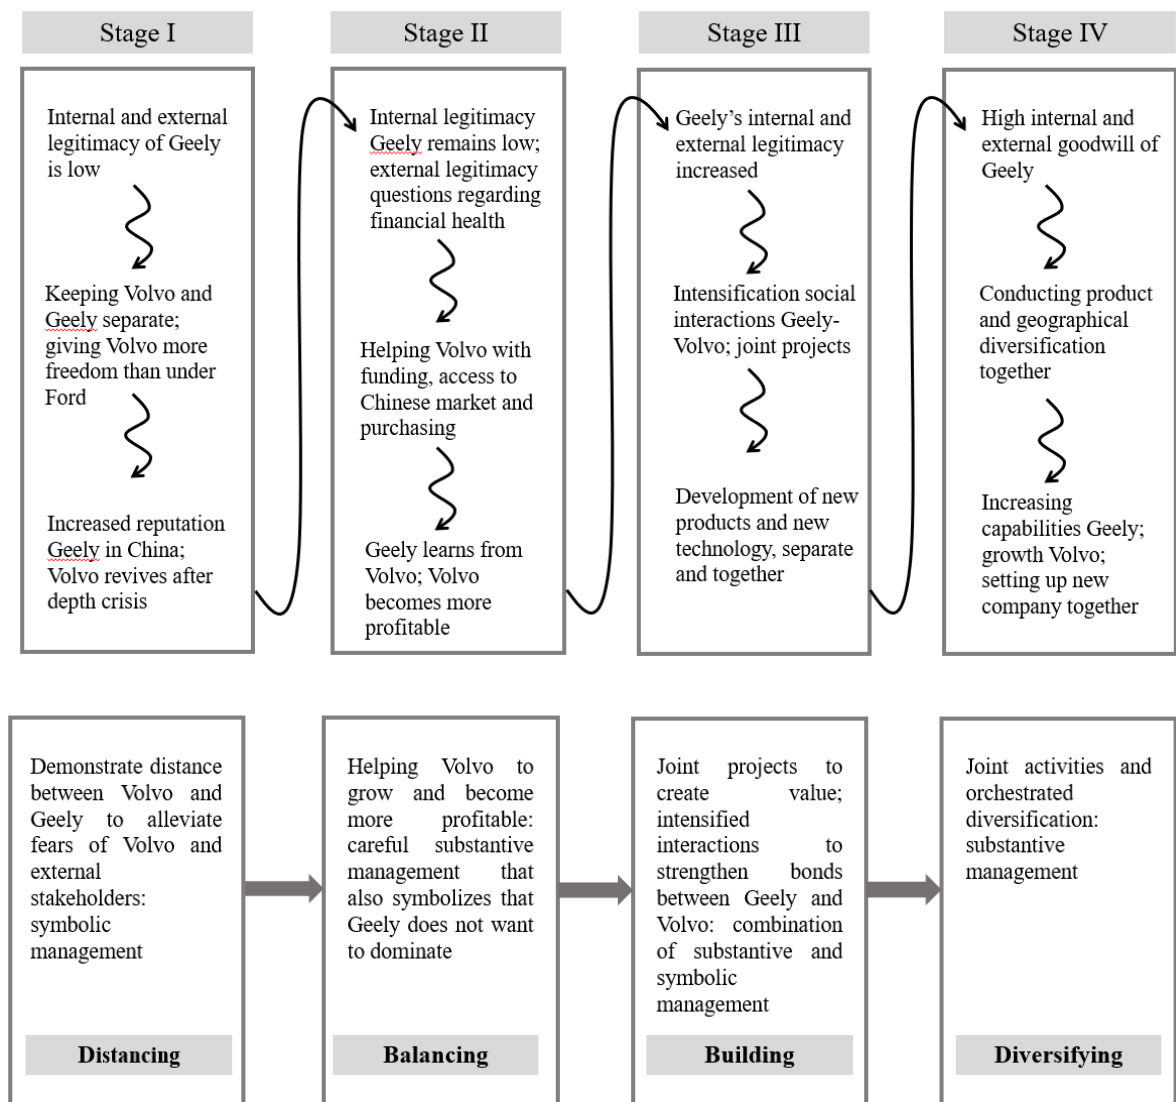 Stage I
Internal and external
legitimacy of Geely
is low
Keeping Volvo and
Geely separate;
giving Volvo more
freedom than under
Ford
Increased reputation
Geely in China;
Volvo revives after
depth crisis
Stage II
Internal legitimacy
Geely remains low;
external legitimacy
questions regarding
financial health
Helping Volvo with
funding, access to
Chinese market and
purchasing
Geely learns from
Volvo; Volvo
becomes more
profitable
Stage III
Geely’s internal and
external legitimacy
increased
Intensification social
interactions Geely-
Volvo; joint projects
Development of new
products and new
technology, separate
and together
Stage IV
High internal and
external goodwill of
Geely
Conducting product
and geographical
diversification
together
Increasing
capabilities Geely;
growth Volvo;
setting up new
company together
Demonstrate distance
between Volvo and
Geely to alleviate
fears of Volvo and
external
stakeholders:
symbolic
management
Distancing
Helping Volvo to
grow and become
more profitable:
careful substantive
management that
also symbolizes that
Geely does not want
to dominate
Balancing
Joint projects to
create value;
intensified
interactions to
strengthen bonds
between Geely and
Volvo: combination
of substantive and
symbolic
management
Building
Joint activities and
orchestrated
diversification:
substantive
management
Diversifying